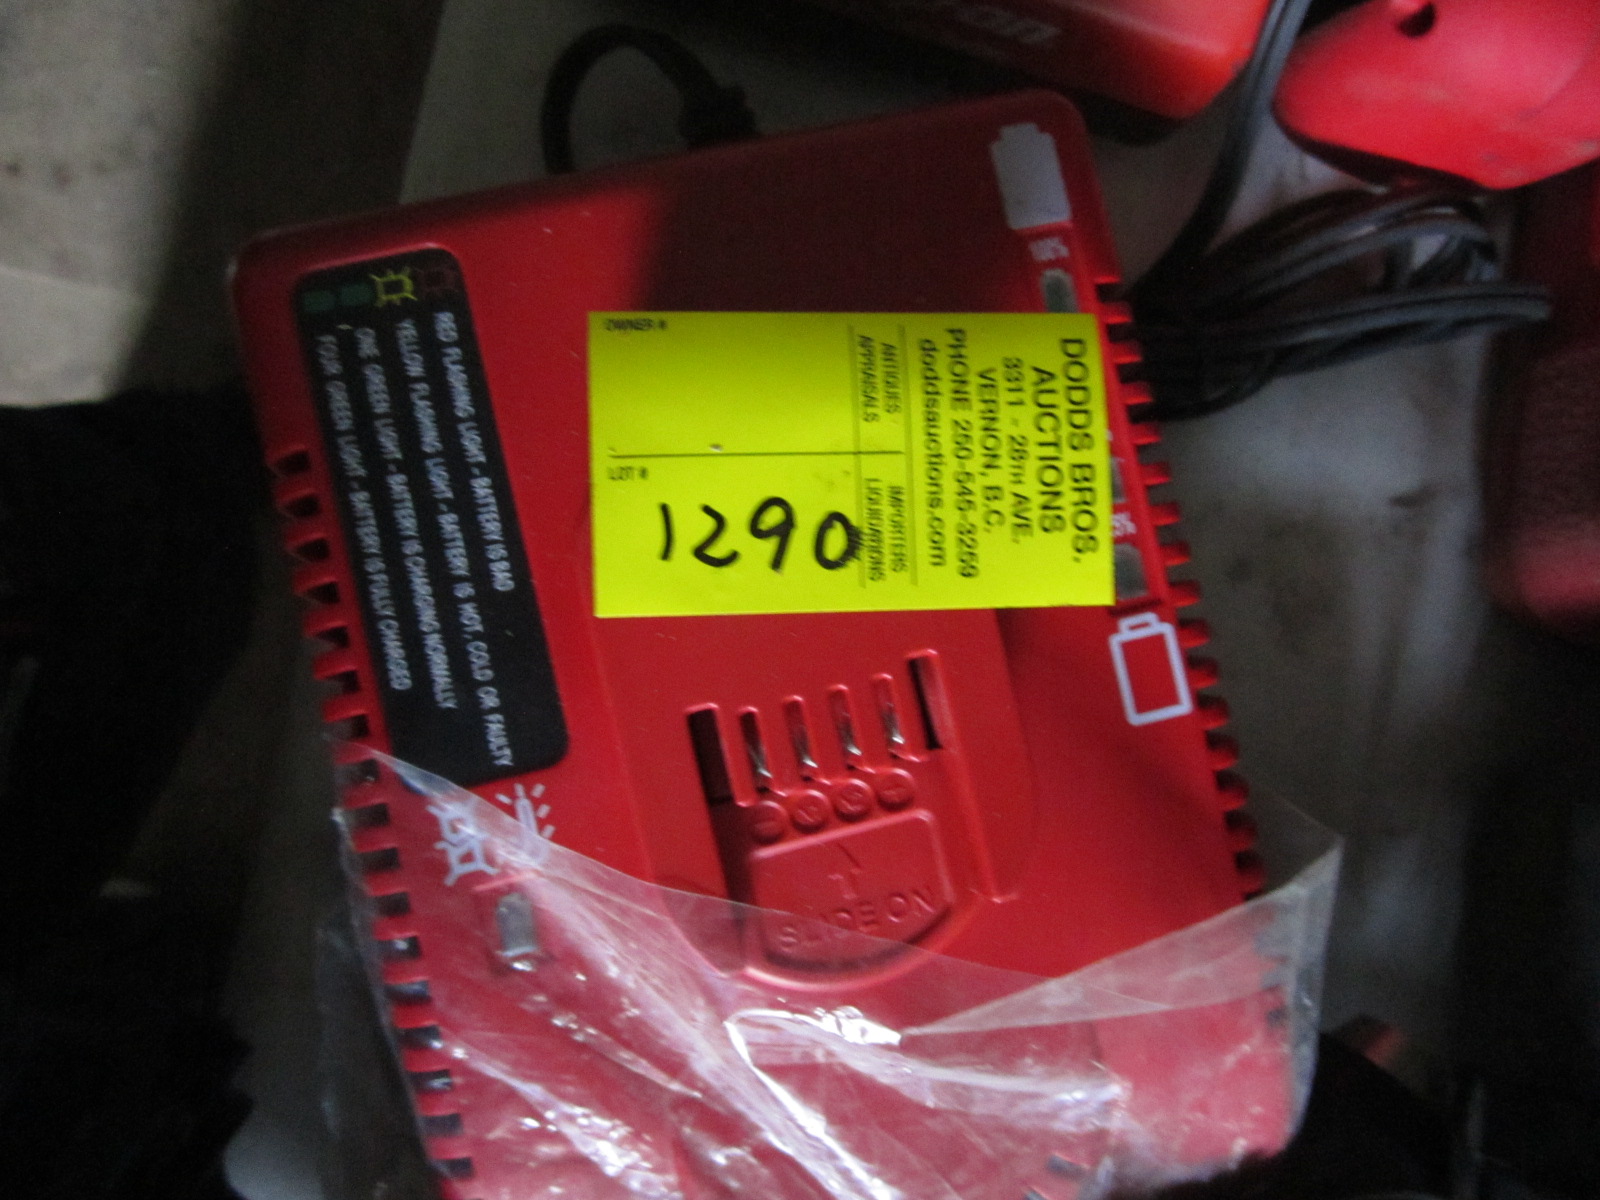 DODDS BROS.
AUCTIONS
3311 - 28TH AVE.
VERNON, B.C.
PHONE 250-545-3259
doddsauctions.com
ANTIQUES IMPORTERS
APPRAISALS LIQUIDATIONS
OWNER #
LOT #
1290
RED FLASHING LIGHT - BATTERY IS BAD
YELLOW FLASHING LIGHT - BATTERY IS HOT, COLD OR FAULTY
ONE GREEN LIGHT - BATTERY IS CHARGING NORMALLY
FOUR GREEN LIGHT - BATTERY IS FULLY CHARGED
100%
SLIDE ON